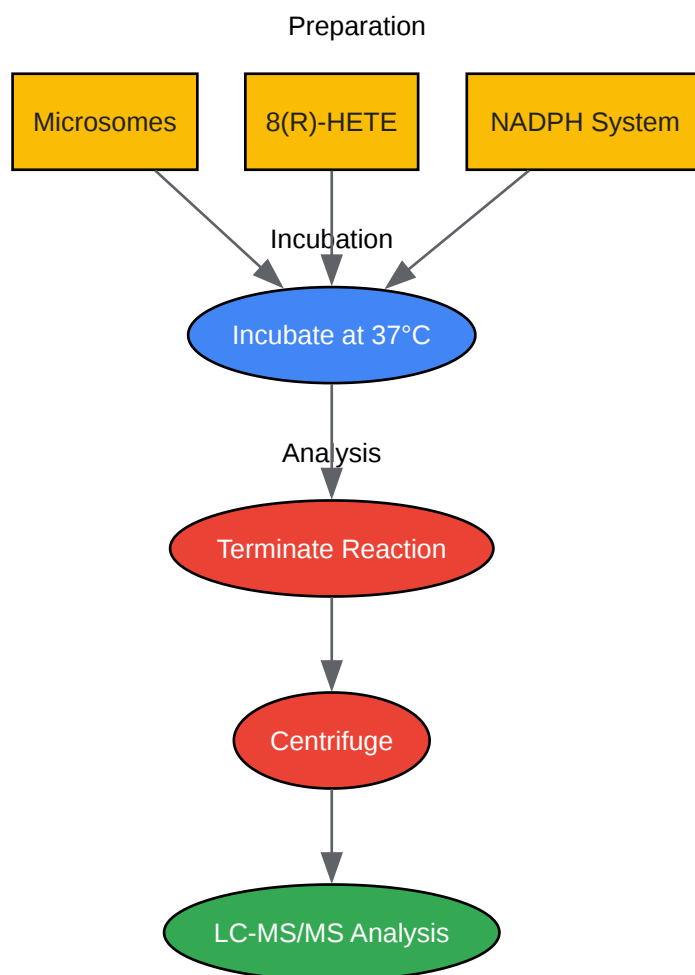 Preparation
Microsomes
8(R)-HETE
NADPH System
Incubation
Incubate at 37°C
Analysis
Terminate Reaction
Centrifuge
LC-MS/MS Analysis